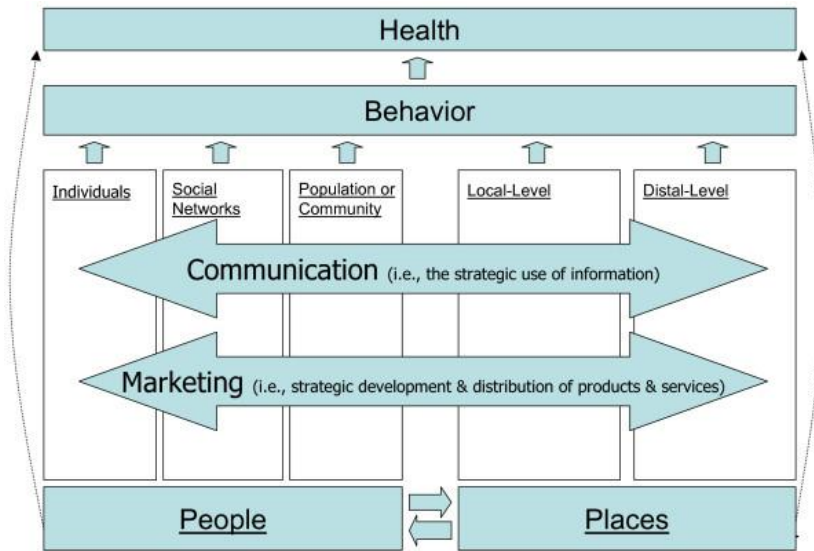 Health
Behavior
Individuals
Social
Networks
Population or
Community
Local-Level
Distal-Level
Communication (i.e., the strategic use of information)
Marketing (i.e., strategic development & distribution of products & services)
People
Places